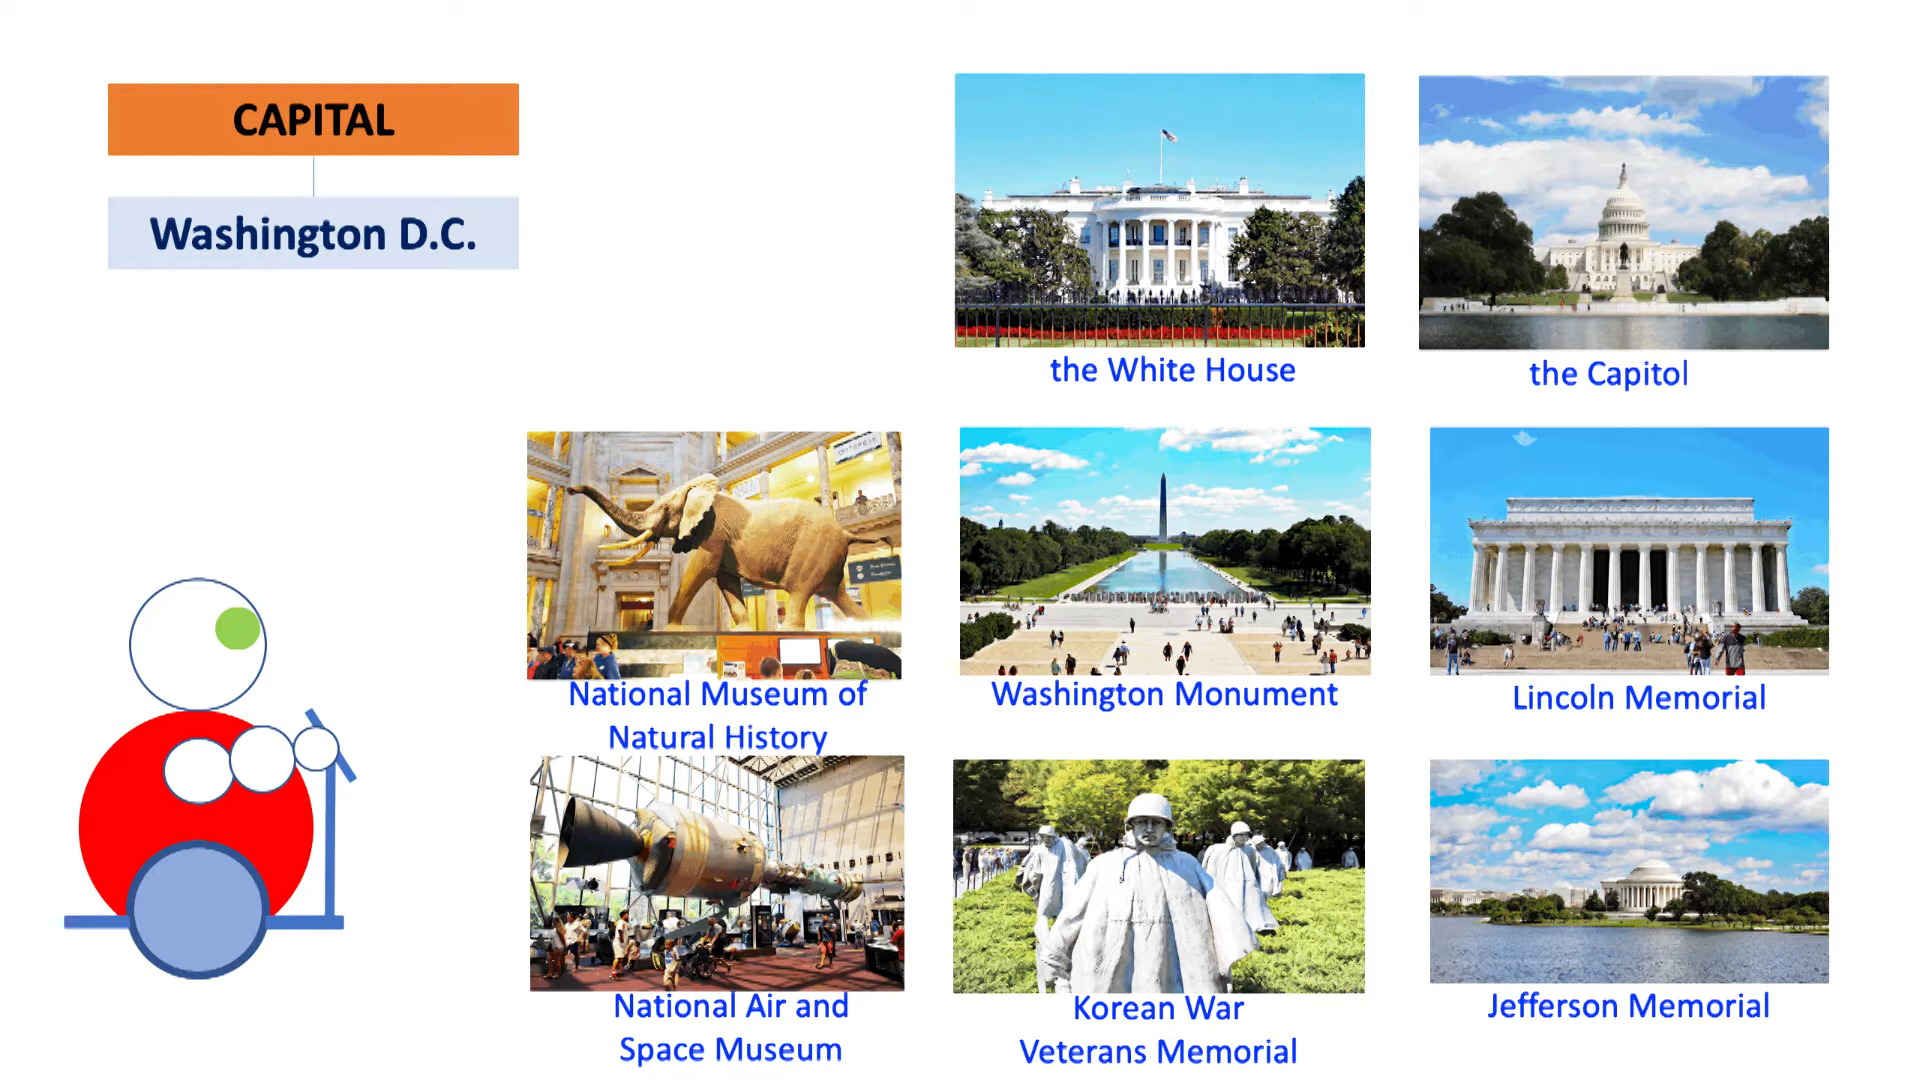 CAPITAL
Washington D.C.
the White House
the Capitol
National Museum of
Natural History
Washington Monument
Lincoln Memorial
National Air and
Space Museum
Korean War
Veterans Memorial
Jefferson Memorial